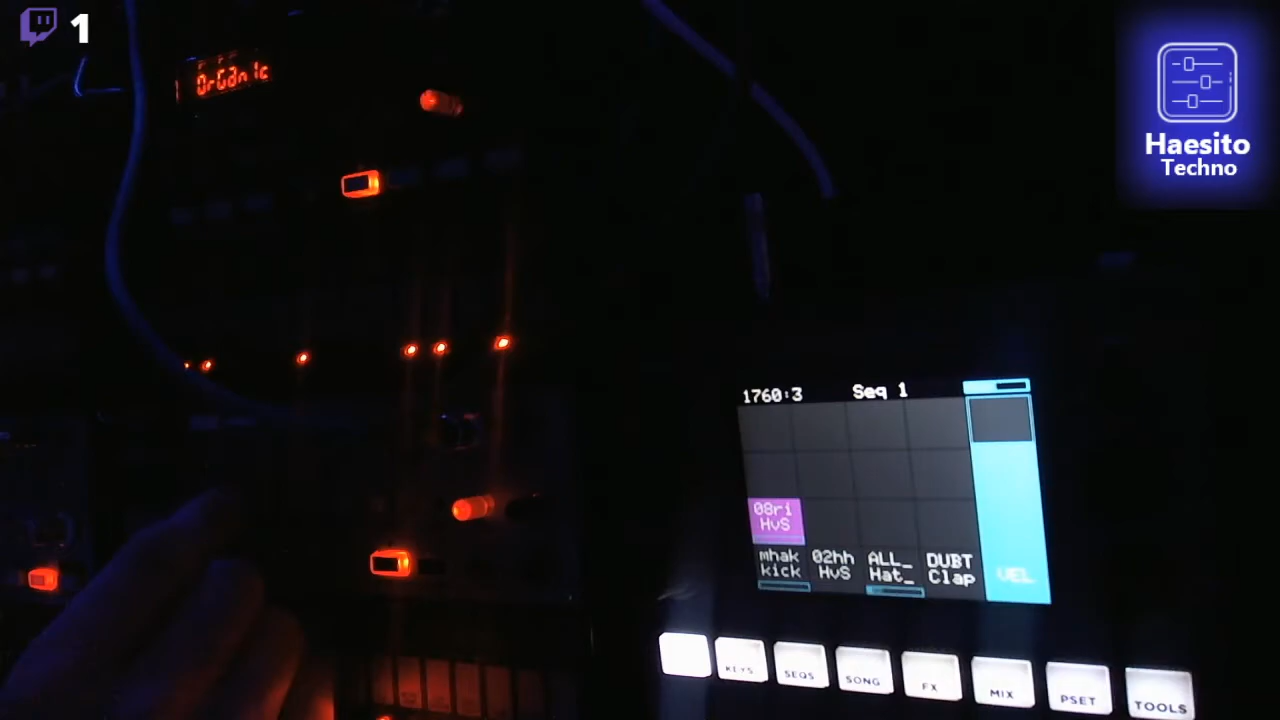 1
OrGanIc
Haesito
Techno
1760:3
Seq 1
08ri
HvS
mhak
kick
02hh
HvS
ALL_
Hat_
DUBT
Clap
VEL
KEYS
SEQS
SONG
FX
MIX
PSET
TOOLS